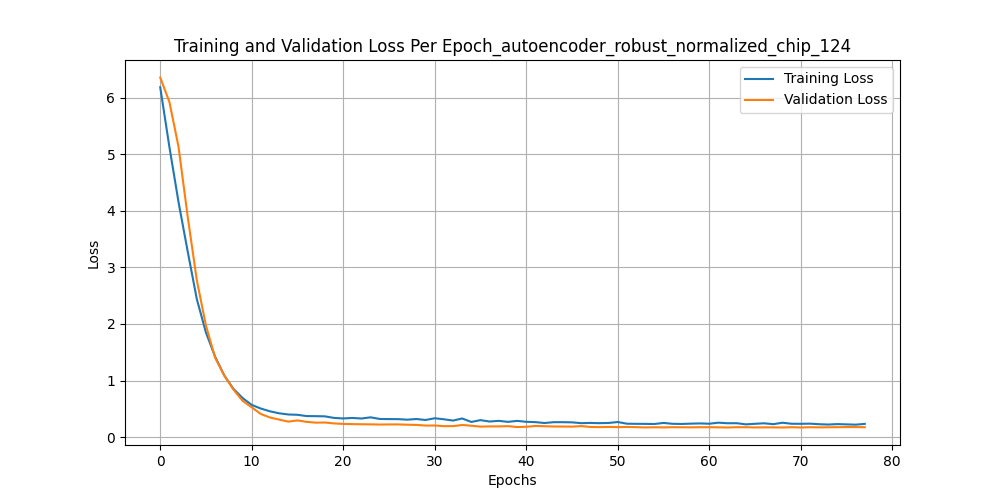 Training and Validation Loss Per Epoch_autoencoder_robust_normalized_chip_124
Training Loss
Validation Loss
Loss
6
5
4
3
2
1
0
0 10 20 30 40 50 60 70 80
Epochs